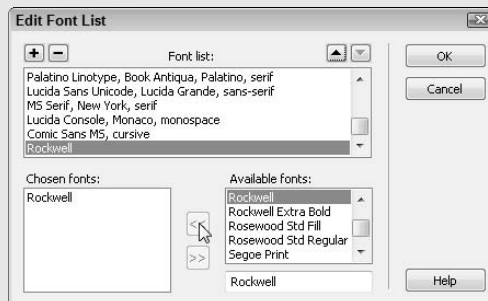 Edit Font List
Font list:
OK
Cancel
Palatino Linotype, Book Antiqua, Palatino, serif
Lucida Sans Unicode, Lucida Grande, sans-serif
MS Serif, New York, serif
Lucida Console, Monaco, monospace
Comic Sans MS, cursive
Rockwell
Chosen fonts:
Rockwell
<<
>>
Available fonts:
Rockwell
Rockwell Extra Bold
Rosewood Std Fill
Rosewood Std Regular
Segoe Print
Rockwell
Help